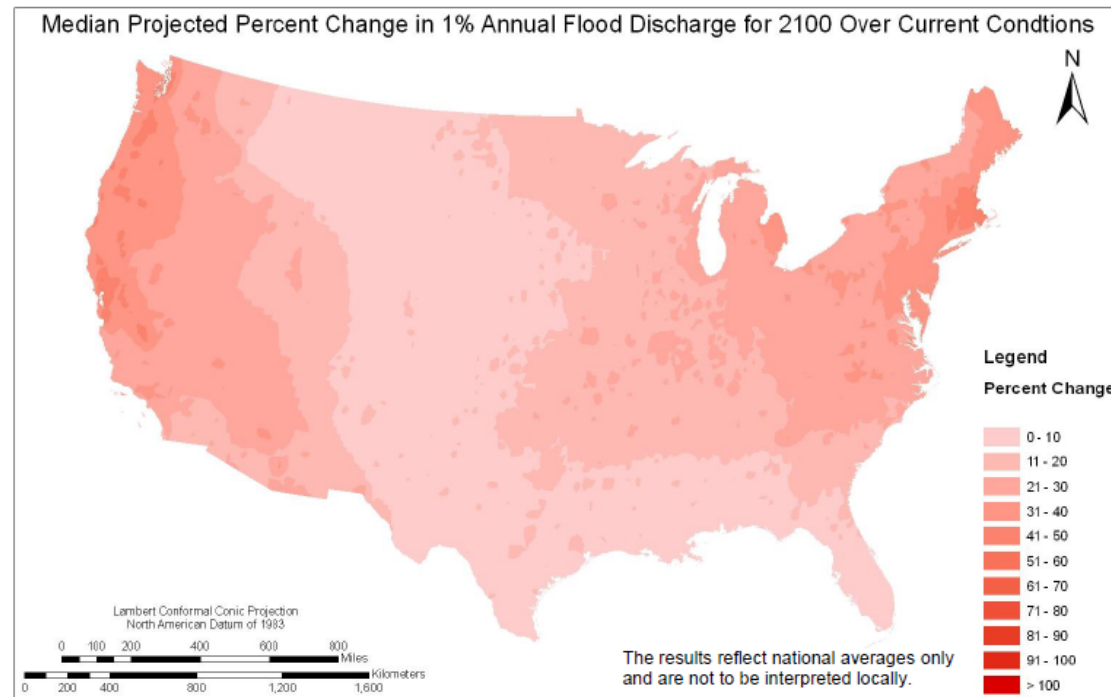 Median Projected Percent Change in 1% Annual Flood Discharge for 2100 Over Current Condtions
N
Legend
Percent Change
0 - 10
11 - 20
21 - 30
31 - 40
41 - 50
51 - 60
61 - 70
71 - 80
81 - 90
91 - 100
> 100
Lambert Conformal Conic Projection
North American Datum of 1983
0 100 200 400 600 800
Miles
Kilometers
0 200 400 800 1,200 1,600
The results reflect national averages only
and are not to be interpreted locally.